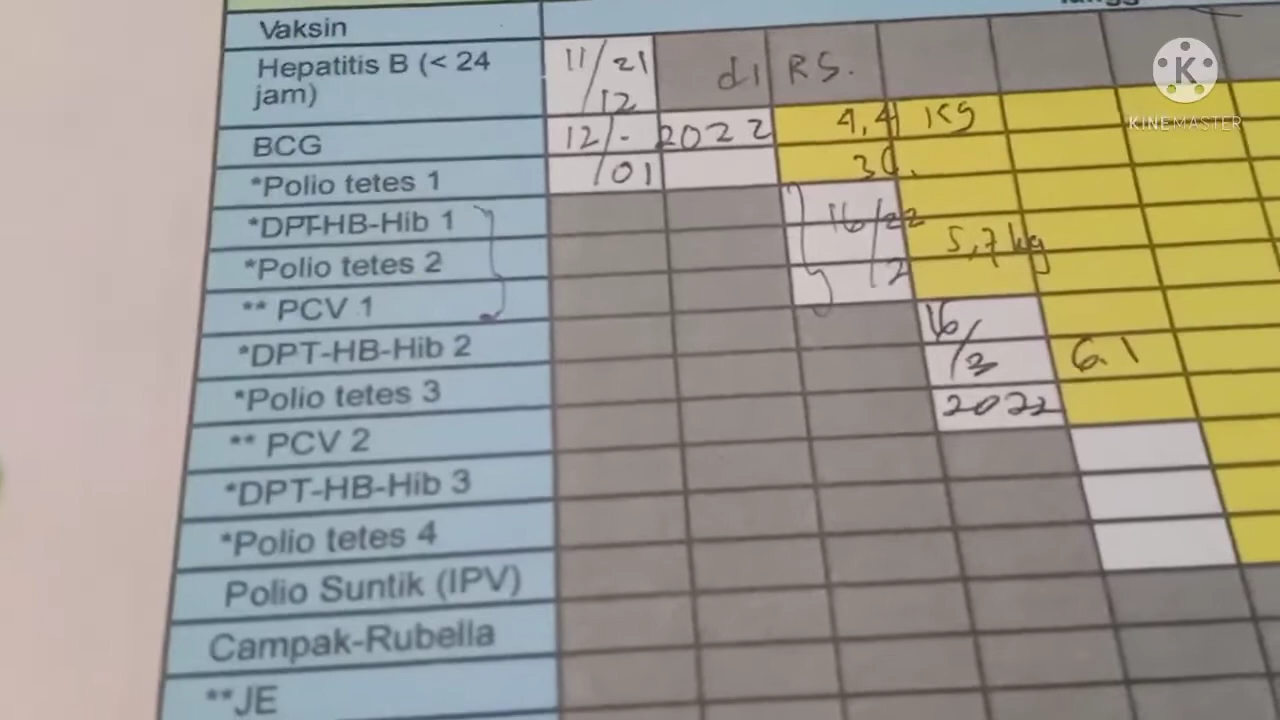 Vaksin
Hepatitis B (< 24
jam)
11/21
/12
di RS.
BCG
12/-
2022
4,4 Kg
*Polio tetes 1
/01
*DPT-HB-Hib 1
16/22
*Polio tetes 2
/2
5,7 kg
** PCV 1
*DPT-HB-Hib 2
16/
/3
6.1
*Polio tetes 3
2022
** PCV 2
*DPT-HB-Hib 3
*Polio tetes 4
Polio Suntik (IPV)
Campak-Rubella
**JE
K
KINEMASTER